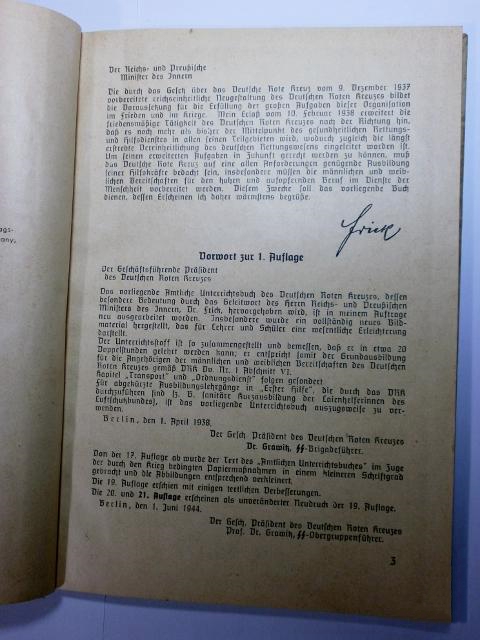 Der Reichs- und Preußische
Minister des Innern
Die durch das Gesetz über das Deutsche Rote Kreuz vom 9. Dezember 1937
vorbereitete reichseinheitliche Neugestaltung des Deutschen Roten Kreuzes bildet
die Voraussetzung für die Erfüllung der großen Aufgaben dieser Organisation
im Frieden und im Kriege. Mein Erlaß vom 10. Februar 1938 erweitert die
friedensmäßige Tätigkeit des Deutschen Roten Kreuzes nach der Richtung hin,
daß es noch mehr als bisher der Mittelpunkt des gesundheitlichen Rettungs-
und Hilfsdienstes in allen seinen Teilgebieten wird, wodurch zugleich die längst
erstrebte Vereinheitlichung des deutschen Rettungswesens eingeleitet worden ist.
Um seinen erweiterten Aufgaben in Zukunft gerecht werden zu können, muß
das Deutsche Rote Kreuz auf eine allen Anforderungen genügende Ausbildung
seiner Hilfskräfte bedacht sein, insbesondere müssen die männlichen und weib-
lichen Bereitschaften für den hohen und aufopfernden Beruf im Dienste der
Menschheit vorbereitet werden. Diesem Zwecke soll das vorliegende Buch
dienen, dessen Erscheinen ich daher wärmstens begrüße.
Frick
Vorwort zur 1. Auflage
Der Geschäftsführende Präsident
des Deutschen Roten Kreuzes
Das vorliegende Amtliche Unterrichtsbuch des Deutschen Roten Kreuzes, dessen
besondere Bedeutung durch das Geleitwort des Herrn Reichs- und Preußischen
Ministers des Innern, Dr. Frick, hervorgehoben wird, ist in meinem Auftrage
neu ausgearbeitet worden. Insbesondere wurde ein vollständig neues Bild-
material hergestellt, das für Lehrer und Schüler eine wesentliche Erleichterung
darstellt.
Der Unterrichtsstoff ist so zusammengestellt und bemessen, daß er in etwa 20
Doppelstunden gelehrt werden kann; er entspricht somit der Grundausbildung
für die Angehörigen der männlichen und weiblichen Bereitschaften des Deutschen
Roten Kreuzes gemäß DRK Do. Nr. 1 Abschnitt VI.
Kapitel „Transport" und „Ordnungsdienst" folgen gesondert.
Für abgekürzte Ausbildungslehrgänge in „Erster Hilfe", die durch das DRK
durchzuführen sind (z. B. sanitäre Kurzausbildung der Laienhelferinnen des
Luftschutzbundes), ist das vorliegende Unterrichtsbuch auszugsweise zu ver-
wenden.
Berlin, den 1. April 1938.
Der Gesch. Präsident des Deutschen Roten Kreuzes
Dr. Grawitz, SS-Brigadeführer.
Von der 17. Auflage ab wurde der Text des „Amtlichen Unterrichtsbuches" im Zuge
der durch den Krieg bedingten Papiermaßnahmen in einem kleineren Schriftgrad
gebracht und die Abbildungen entsprechend verkleinert.
Die 19. Auflage erschien mit einigen textlichen Verbesserungen.
Die 20. und 21. Auflage erscheinen als unveränderter Neudruck der 19. Auflage.
Berlin, den 1. Juni 1944.
Der Gesch. Präsident des Deutschen Roten Kreuzes
Prof. Dr. Grawitz, SS-Obergruppenführer.
3